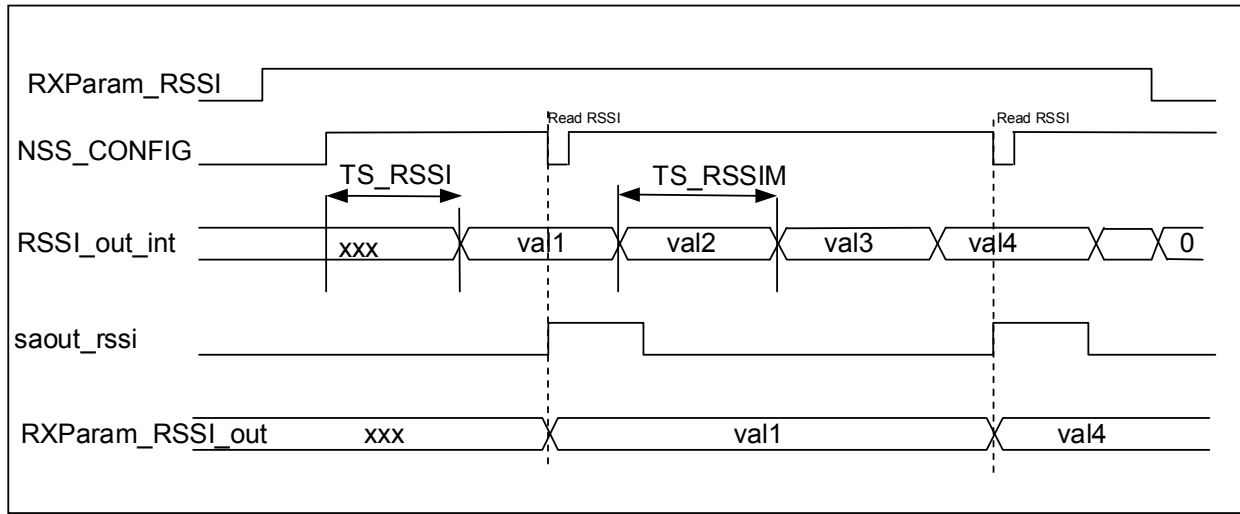 RXParam_RSSI
Read RSSI Read RSSI
NSS_CONFIG
TS_RSSI TS_RSSIM
RSSI_out_int xxx val1 val2 val3 val4 0
saout_rssi
RXParam_RSSI_out xxx val1 val4